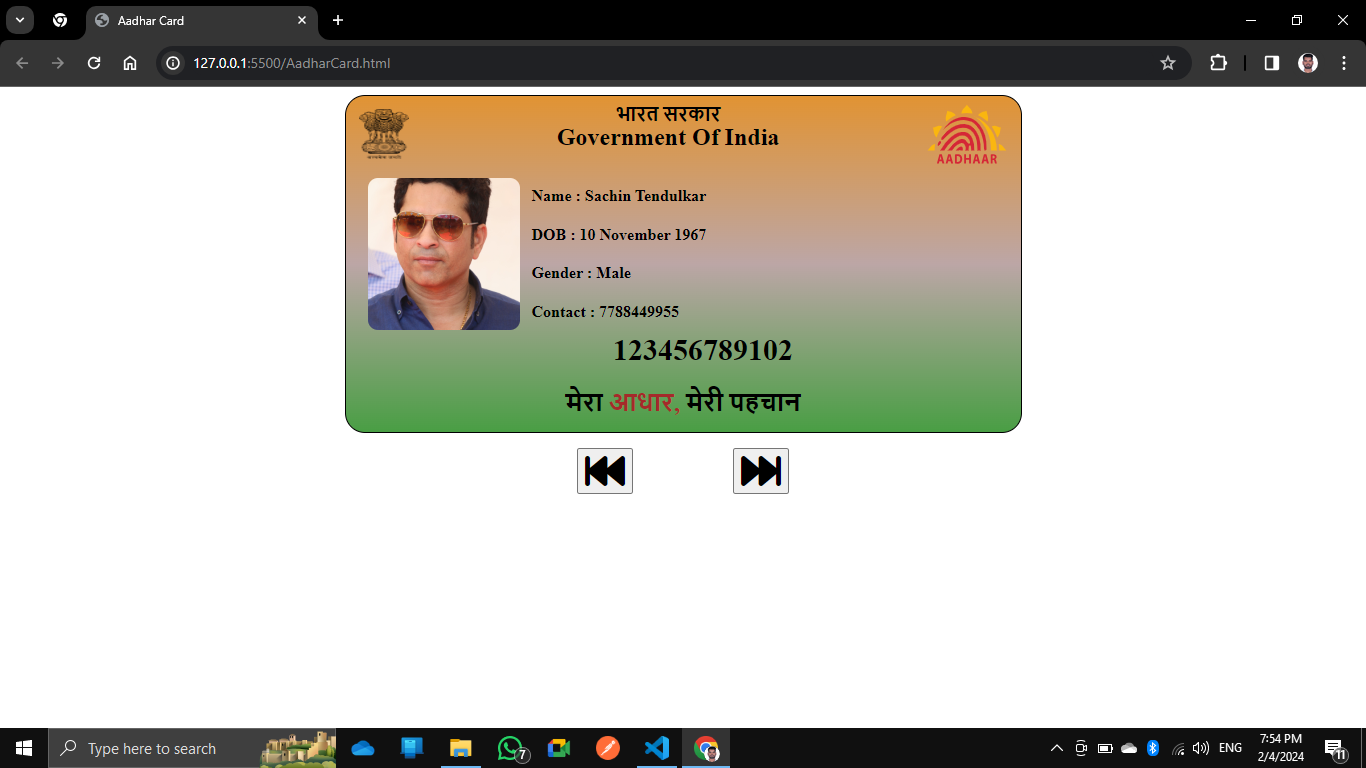 Aadhar Card
127.0.0.1:5500/AadharCard.html
भारत सरकार
Government Of India
AADHAAR
Name : Sachin Tendulkar
DOB : 10 November 1967
Gender : Male
Contact : 7788449955
123456789102
मेरा आधार, मेरी पहचान
Type here to search
7
ENG
7:54 PM
2/4/2024
11